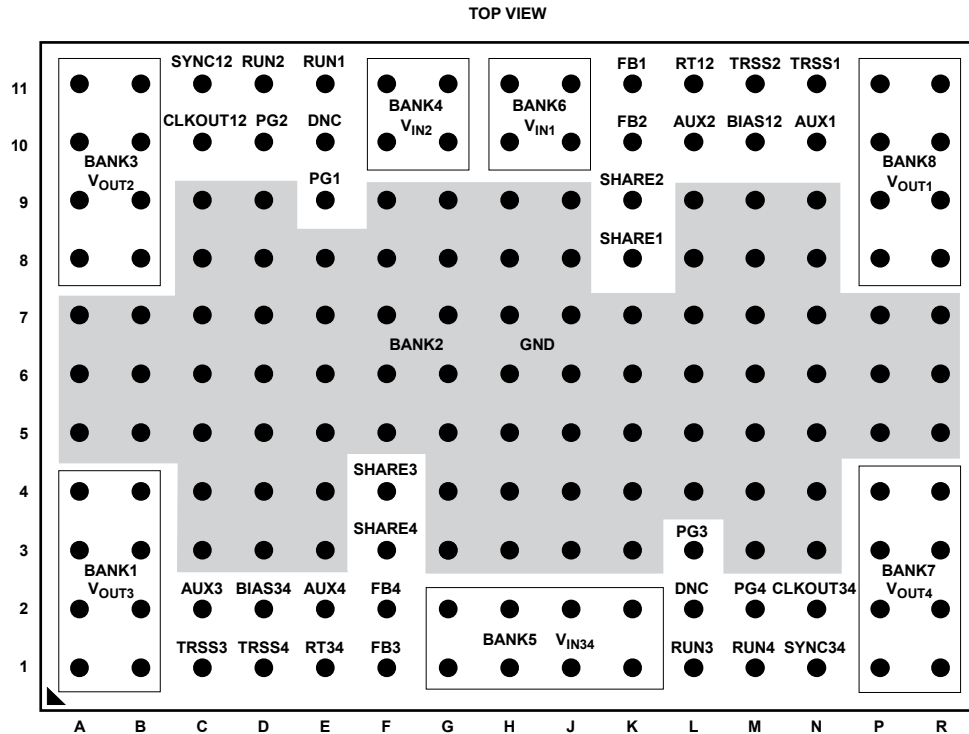 TOP VIEW
SYNC12 RUN2 RUN1 FB1 RT12 TRSS2 TRSS1
11
BANK4 BANK6
CLKOUT12 PG2 DNC VIN2 VIN1 FB2 AUX2 BIAS12 AUX1
10
BANK3 BANK8
VOUT2 PG1 SHARE2 VOUT1
9
SHARE1
8
7
BANK2 GND
6
5
SHARE3
4
SHARE4 PG3
3
BANK1 BANK7
VOUT3 AUX3 BIAS34 AUX4 FB4 DNC PG4 CLKOUT34 VOUT4
2
BANK5 VIN34
TRSS3 TRSS4 RT34 FB3 RUN3 RUN4 SYNC34
1
A B C D E F G H J K L M N P R